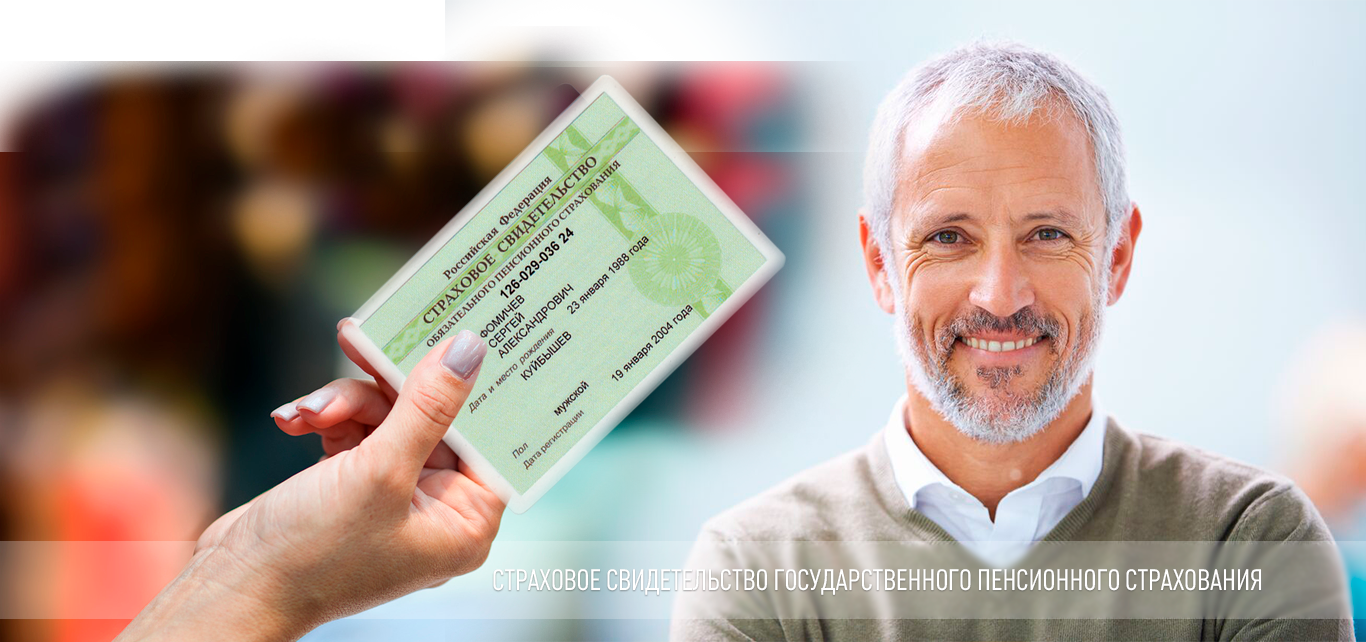 Российская Федерация
СТРАХОВОЕ СВИДЕТЕЛЬСТВО
ОБЯЗАТЕЛЬНОГО ПЕНСИОННОГО СТРАХОВАНИЯ
126-029-036 24
ФОМИЧЕВ
СЕРГЕЙ
АЛЕКСАНДРОВИЧ
Дата и место рождения 23 января 1988 года
КУЙБЫШЕВ
Пол мужской
Дата регистрации 19 января 2004 года
СТРАХОВОЕ СВИДЕТЕЛЬСТВО ГОСУДАРСТВЕННОГО ПЕНСИОННОГО СТРАХОВАНИЯ